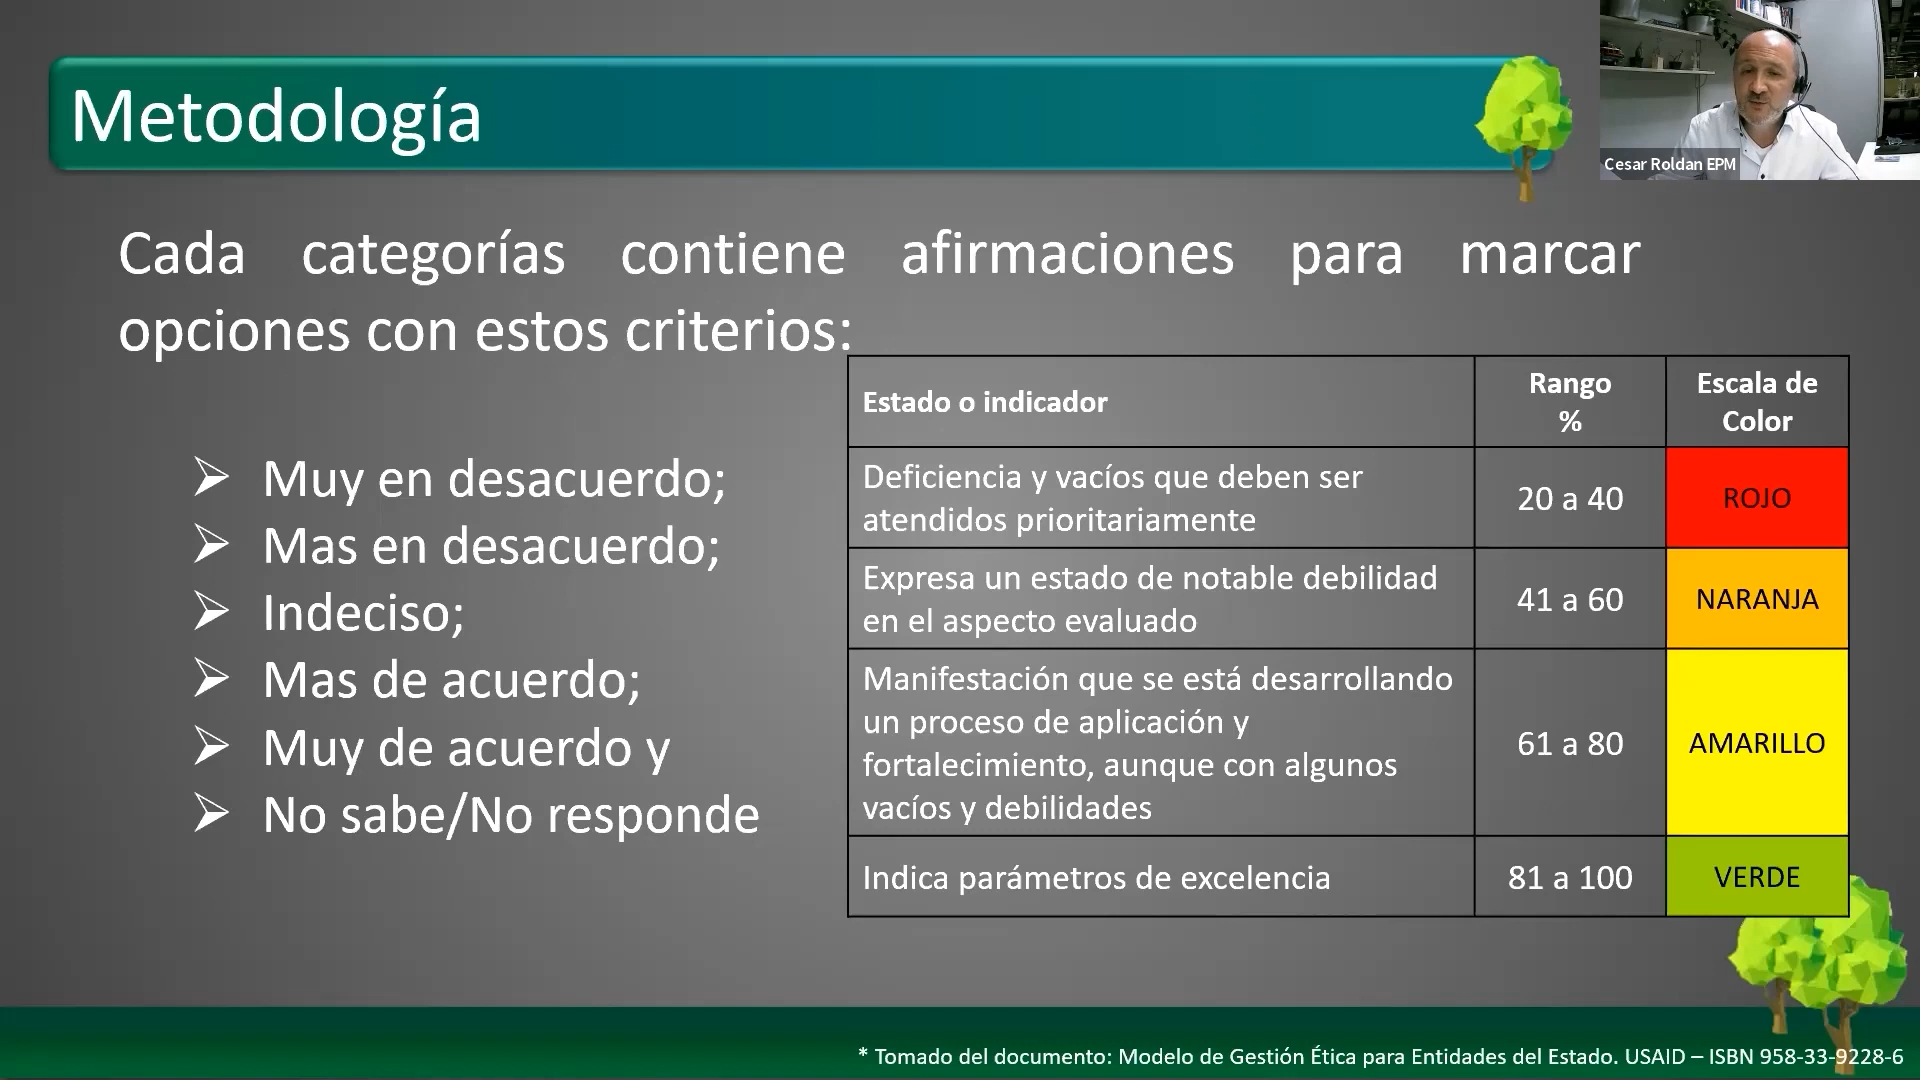 Metodología
Cesar Roldan EPM
Cada categorías contiene afirmaciones para marcar
opciones con estos criterios:
Muy en desacuerdo;
Mas en desacuerdo;
Indeciso;
Mas de acuerdo;
Muy de acuerdo y
No sabe/No responde
Estado o indicador
Rango
%
Escala de
Color
Deficiencia y vacíos que deben ser
atendidos prioritariamente
20 a 40
ROJO
Expresa un estado de notable debilidad
en el aspecto evaluado
41 a 60
NARANJA
Manifestación que se está desarrollando
un proceso de aplicación y
fortalecimiento, aunque con algunos
vacíos y debilidades
61 a 80
AMARILLO
Indica parámetros de excelencia
81 a 100
VERDE
* Tomado del documento: Modelo de Gestión Ética para Entidades del Estado. USAID – ISBN 958-33-9228-6